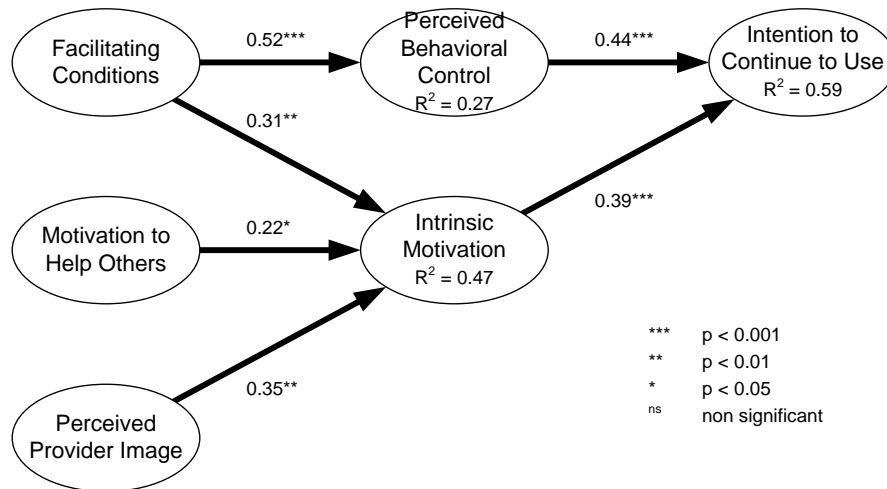 Facilitating
Conditions
0.52***
Perceived
Behavioral
Control
R² = 0.27
0.44***
Intention to
Continue to Use
R² = 0.59
0.31**
Motivation to
Help Others
0.22*
Intrinsic
Motivation
R² = 0.47
0.39***
Perceived
Provider Image
0.35**
*** p < 0.001
** p < 0.01
* p < 0.05
ns non significant